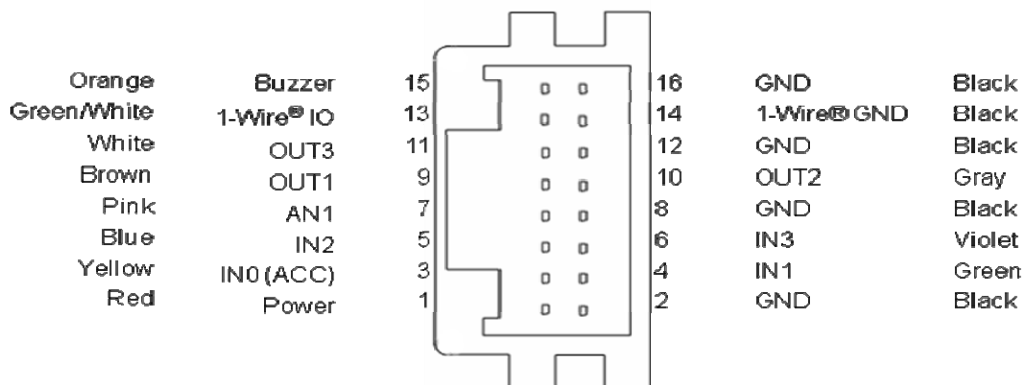 Orange Buzzer 15 16 GND Black
Green/White 1-Wire® IO 13 14 1-Wire® GND Black
White OUT3 11 12 GND Black
Brown OUT1 9 10 OUT2 Gray
Pink AN1 7 8 GND Black
Blue IN2 5 6 IN3 Violet
Yellow IN0 (ACC) 3 4 IN1 Green
Red Power 1 2 GND Black